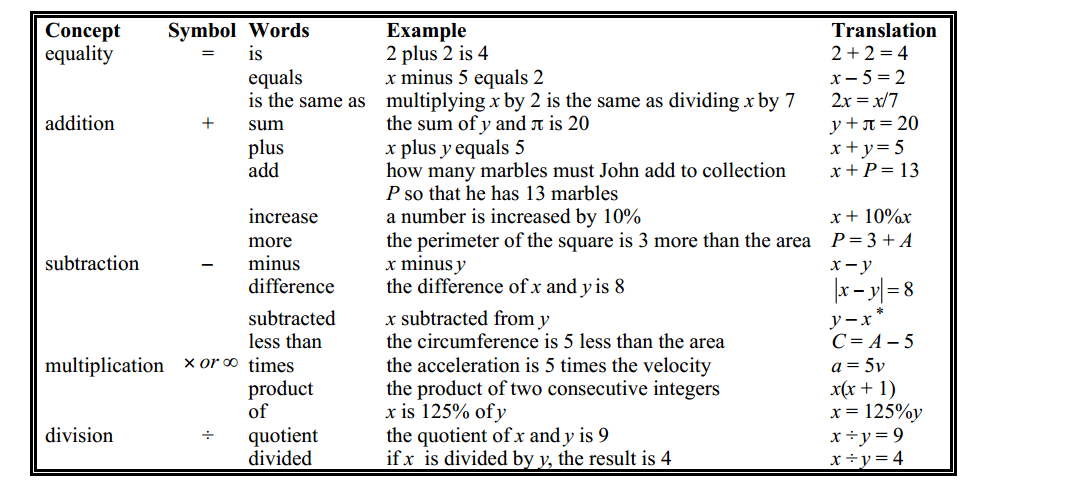 Concept Symbol Words Example Translation
equality = is 2 plus 2 is 4 2 + 2 = 4
equals x minus 5 equals 2 x – 5 = 2
is the same as multiplying x by 2 is the same as dividing x by 7 2x = x/7
addition + sum the sum of y and π is 20 y + π = 20
plus x plus y equals 5 x + y = 5
add how many marbles must John add to collection x + P = 13
P so that he has 13 marbles
increase a number is increased by 10% x + 10%x
more the perimeter of the square is 3 more than the area P = 3 + A
subtraction – minus x minus y x – y
difference the difference of x and y is 8 |x – y| = 8
subtracted x subtracted from y y – x*
less than the circumference is 5 less than the area C = A – 5
multiplication × or ∞ times the acceleration is 5 times the velocity a = 5v
product the product of two consecutive integers x(x + 1)
of x is 125% of y x = 125%y
division ÷ quotient the quotient of x and y is 9 x ÷ y = 9
divided if x is divided by y, the result is 4 x ÷ y = 4